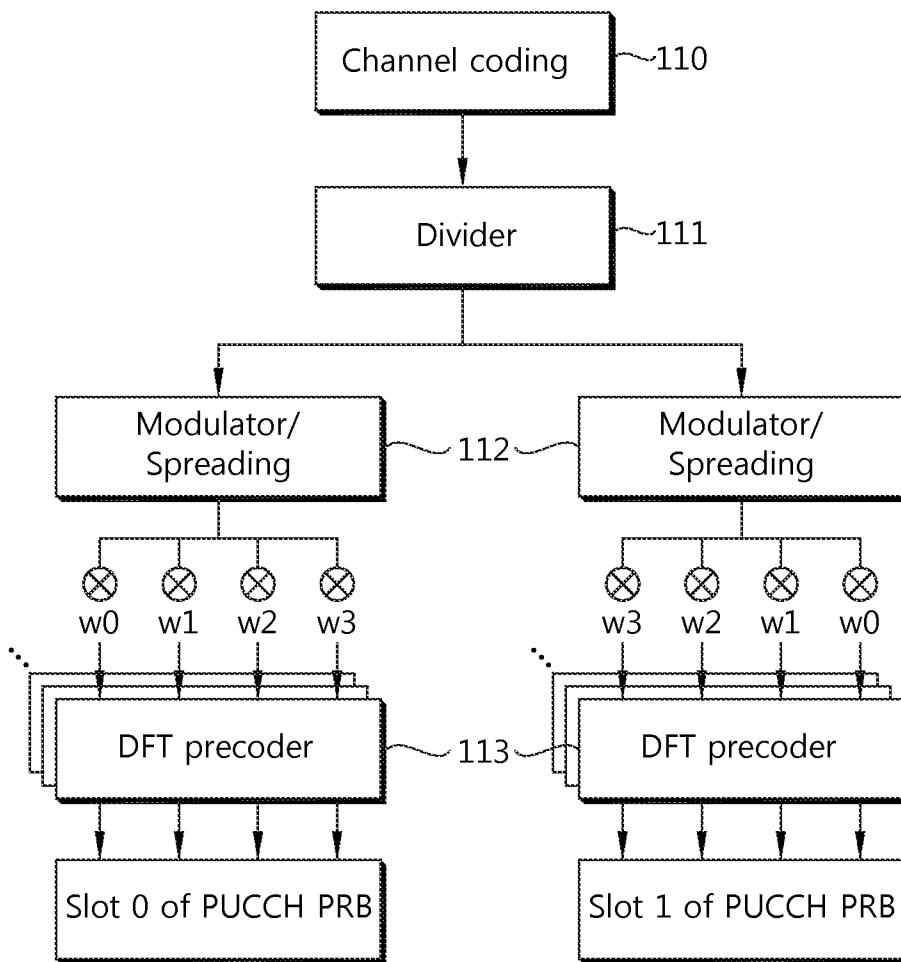 Channel coding
110
Divider
111
Modulator/
Spreading
112
Modulator/
Spreading
w0 w1 w2 w3
w3 w2 w1 w0
DFT precoder
113
DFT precoder
Slot 0 of PUCCH PRB
Slot 1 of PUCCH PRB